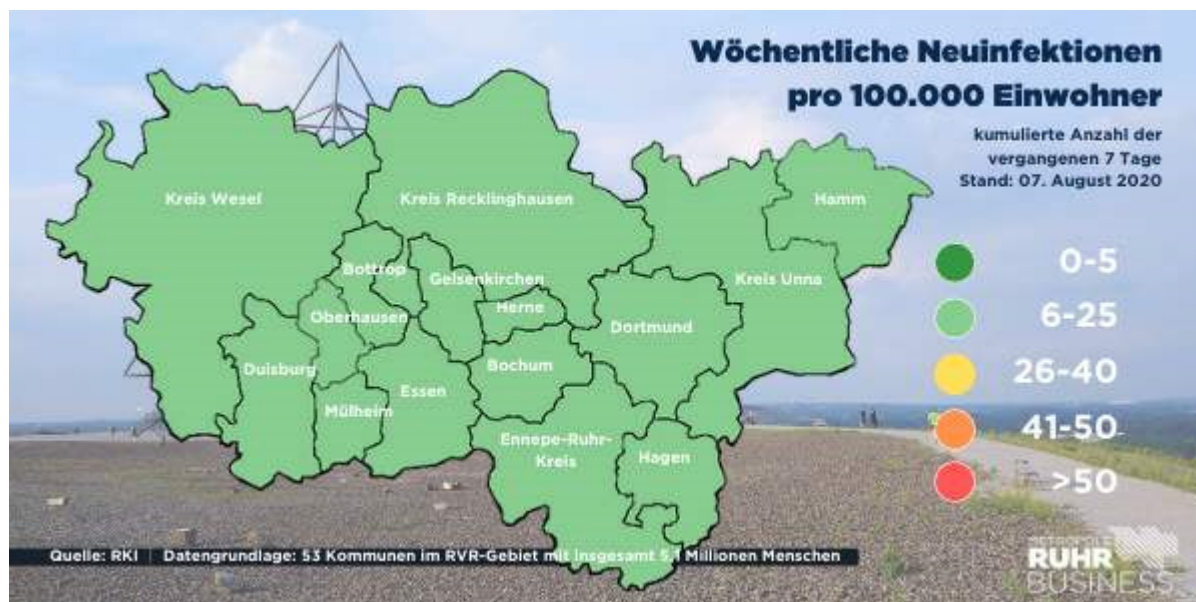 Wöchentliche Neuinfektionen
pro 100.000 Einwohner
kumulierte Anzahl der
vergangenen 7 Tage
Stand: 07. August 2020
Kreis Wesel
Kreis Recklinghausen
Hamm
Bottrop
Gelsenkirchen
Kreis Unna
Herne
Oberhausen
Dortmund
Duisburg
Bochum
Essen
Mülheim
Ennepe-Ruhr-
Kreis
Hagen
0-5
6-25
26-40
41-50
>50
Quelle: RKI | Datengrundlage: 53 Kommunen im RVR-Gebiet mit insgesamt 5,1 Millionen Menschen
METROPOLE
RUHR
BUSINESS